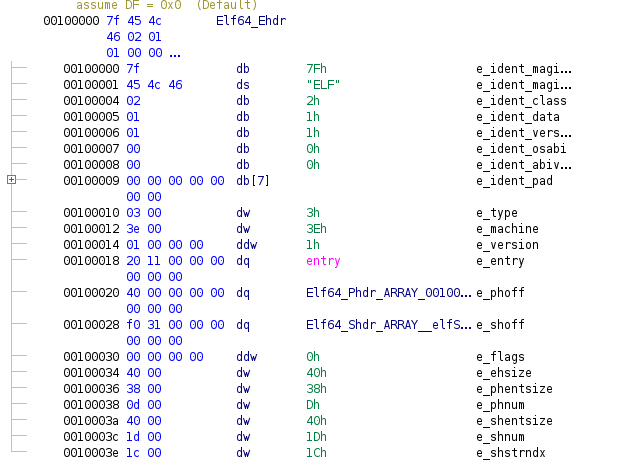 assume DF = 0x0 (Default)
00100000 7f 45 4c Elf64_Ehdr
46 02 01
01 00 00 ...
00100000 7f db 7Fh e_ident_magi...
00100001 45 4c 46 ds "ELF" e_ident_magi...
00100004 02 db 2h e_ident_class
00100005 01 db 1h e_ident_data
00100006 01 db 1h e_ident_vers...
00100007 00 db 0h e_ident_osabi
00100008 00 db 0h e_ident_abiv...
00100009 00 00 00 00 00 db[7] e_ident_pad
00 00
00100010 03 00 dw 3h e_type
00100012 3e 00 dw 3Eh e_machine
00100014 01 00 00 00 ddw 1h e_version
00100018 20 11 00 00 00 dq entry e_entry
00 00 00
00100020 40 00 00 00 00 dq Elf64_Phdr_ARRAY_00100... e_phoff
00 00 00
00100028 f0 31 00 00 00 dq Elf64_Shdr_ARRAY__elfS... e_shoff
00 00 00
00100030 00 00 00 00 ddw 0h e_flags
00100034 40 00 dw 40h e_ehsize
00100036 38 00 dw 38h e_phentsize
00100038 0d 00 dw Dh e_phnum
0010003a 40 00 dw 40h e_shentsize
0010003c 1d 00 dw 1Dh e_shnum
0010003e 1c 00 dw 1Ch e_shstrndx